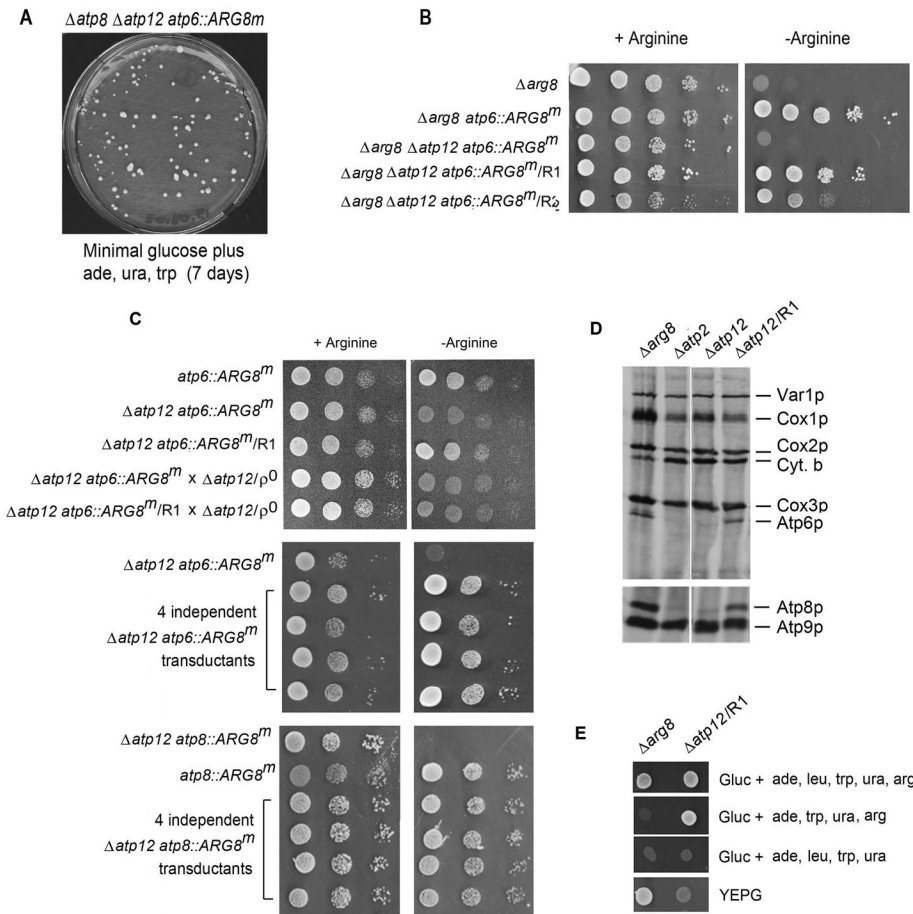 A
Δatp8 Δatp12 atp6::ARG8m
Minimal glucose plus
ade, ura, trp (7 days)
B
+ Arginine
-Arginine
Δarg8
Δarg8 atp6::ARG8m
Δarg8 Δatp12 atp6::ARG8m
Δarg8 Δatp12 atp6::ARG8m/R1
Δarg8 Δatp12 atp6::ARG8m/R2
C
+ Arginine
-Arginine
atp6::ARG8m
Δatp12 atp6::ARG8m
Δatp12 atp6::ARG8m/R1
Δatp12 atp6::ARG8m x Δatp12/ρ0
Δatp12 atp6::ARG8m/R1 x Δatp12/ρ0
Δatp12 atp6::ARG8m
4 independent
Δatp12 atp6::ARG8m
transductants
Δatp12 atp8::ARG8m
atp8::ARG8m
4 independent
Δatp12 atp8::ARG8m
transductants
D
Δarg8
Δatp2
Δatp12
Δatp12/R1
Var1p
Cox1p
Cox2p
Cyt. b
Cox3p
Atp6p
Atp8p
Atp9p
E
Δarg8
Δatp12/R1
Gluc + ade, leu, trp, ura, arg
Gluc + ade, trp, ura, arg
Gluc + ade, leu, trp, ura
YEPG